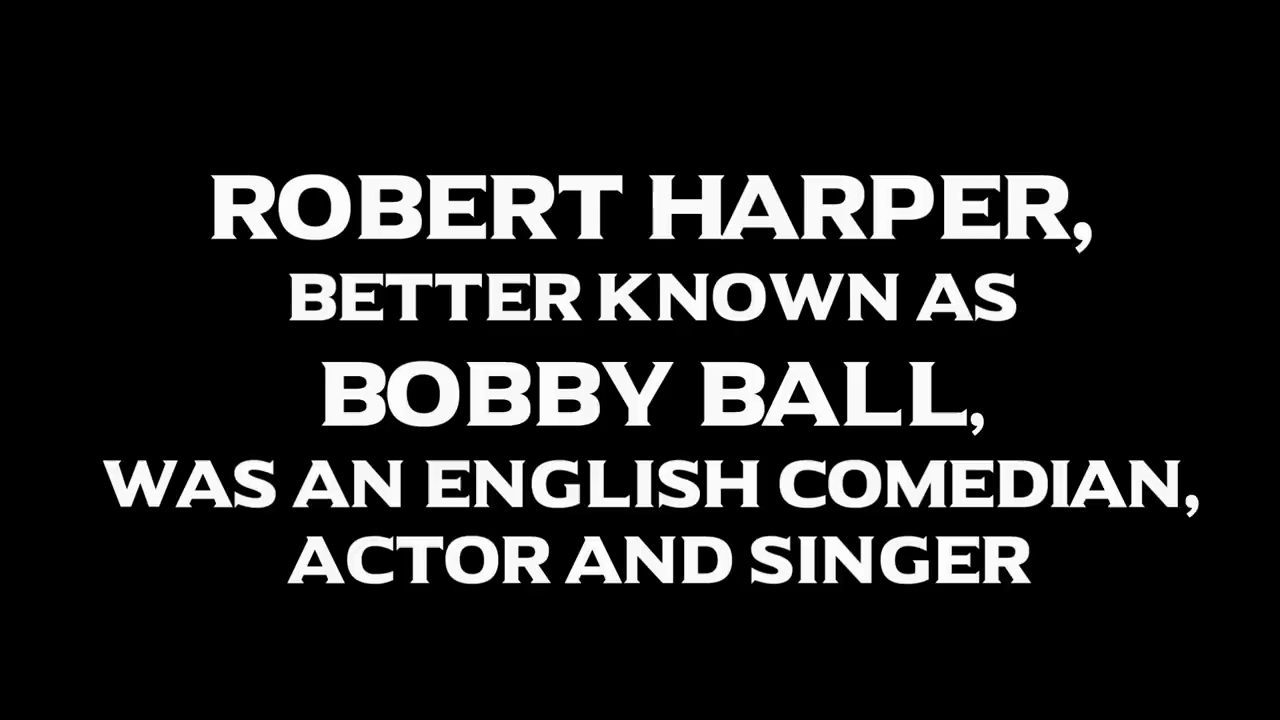 ROBERT HARPER,
BETTER KNOWN AS
BOBBY BALL,
WAS AN ENGLISH COMEDIAN,
ACTOR AND SINGER